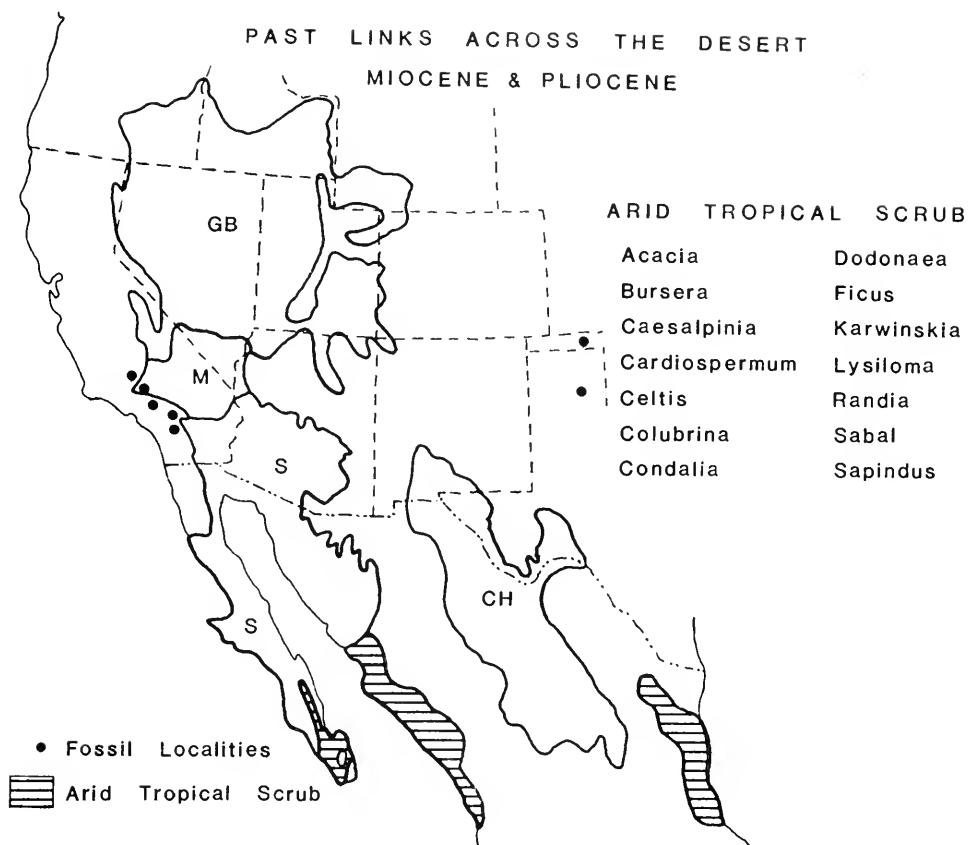 PAST LINKS ACROSS THE DESERT
MIOCENE & PLIOCENE
ARID TROPICAL SCRUB
Acacia Dodonaea
Bursera Ficus
Caesalpinia Karwinskia
Cardiospermum Lysiloma
Celtis Randia
Colubrina Sabal
Condalia Sapindus
GB
M
S
CH
S
Fossil Localities
Arid Tropical Scrub